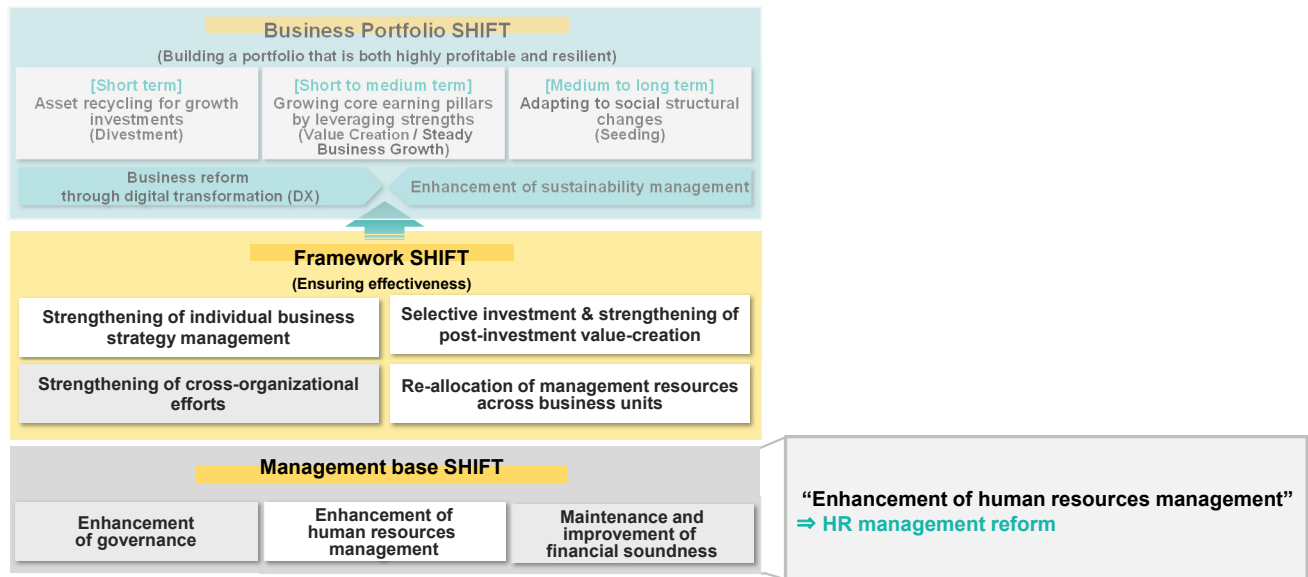 Business Portfolio SHIFT
(Building a portfolio that is both highly profitable and resilient)
[Short term]
Asset recycling for growth
investments
(Divestment)
[Short to medium term]
Growing core earning pillars
by leveraging strengths
(Value Creation / Steady
Business Growth)
[Medium to long term]
Adapting to social structural
changes
(Seeding)
Business reform
through digital transformation (DX)
Enhancement of sustainability management
Framework SHIFT
(Ensuring effectiveness)
Strengthening of individual business
strategy management
Selective investment & strengthening of
post-investment value-creation
Strengthening of cross-organizational
efforts
Re-allocation of management resources
across business units
Management base SHIFT
Enhancement
of governance
Enhancement of
human resources
management
Maintenance and
improvement of
financial soundness
“Enhancement of human resources management”
⇒ HR management reform